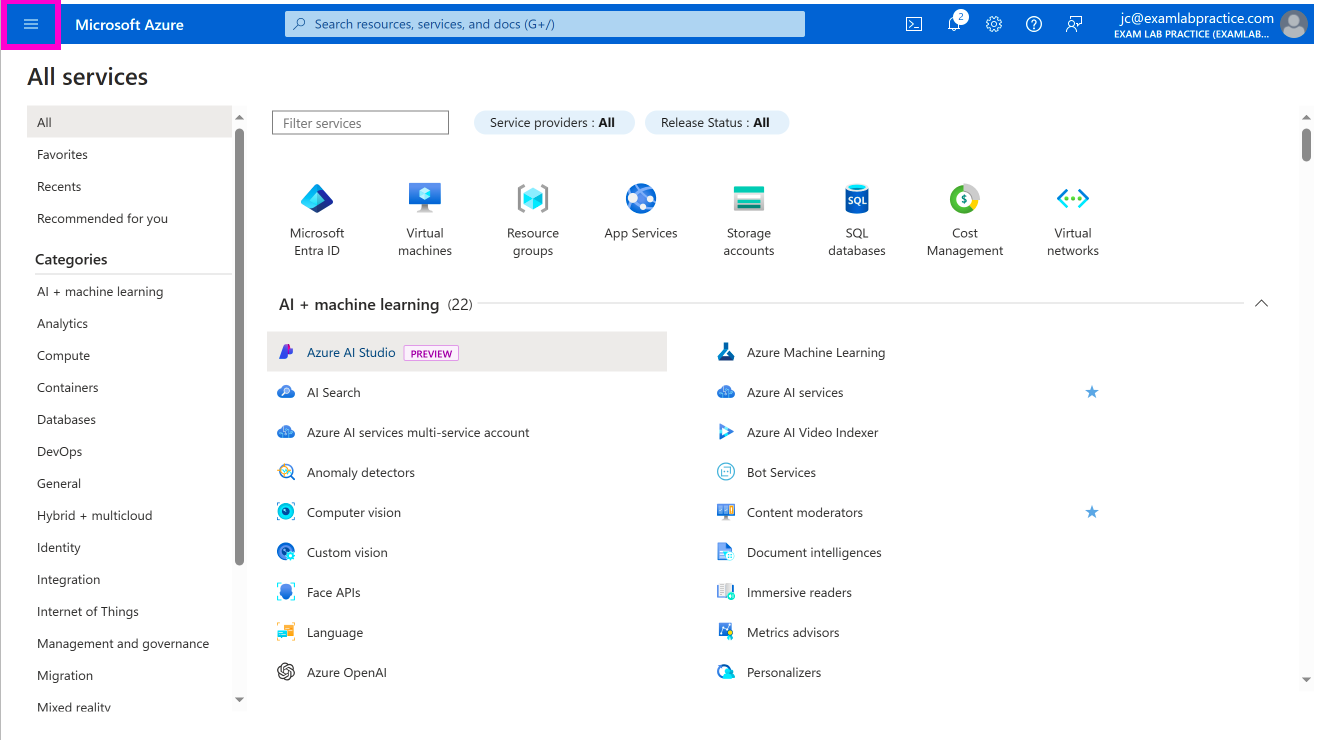 Microsoft Azure
Search resources, services, and docs (G+/)
2
jc@examlabpractice.com
EXAM LAB PRACTICE (EXAMLAB...
All services
All
Favorites
Recents
Recommended for you
Categories
AI + machine learning
Analytics
Compute
Containers
Databases
DevOps
General
Hybrid + multicloud
Identity
Integration
Internet of Things
Management and governance
Migration
Mixed reality
Filter services
Service providers : All
Release Status : All
Microsoft
Entra ID
Virtual
machines
Resource
groups
App Services
Storage
accounts
SQL
SQL
databases
$
Cost
Management
Virtual
networks
AI + machine learning (22)
Azure AI Studio PREVIEW
Azure Machine Learning
AI Search
Azure AI services
Azure AI services multi-service account
Azure AI Video Indexer
Anomaly detectors
Bot Services
Computer vision
Content moderators
Custom vision
Document intelligences
Face APIs
Immersive readers
Language
Metrics advisors
Azure OpenAI
Personalizers